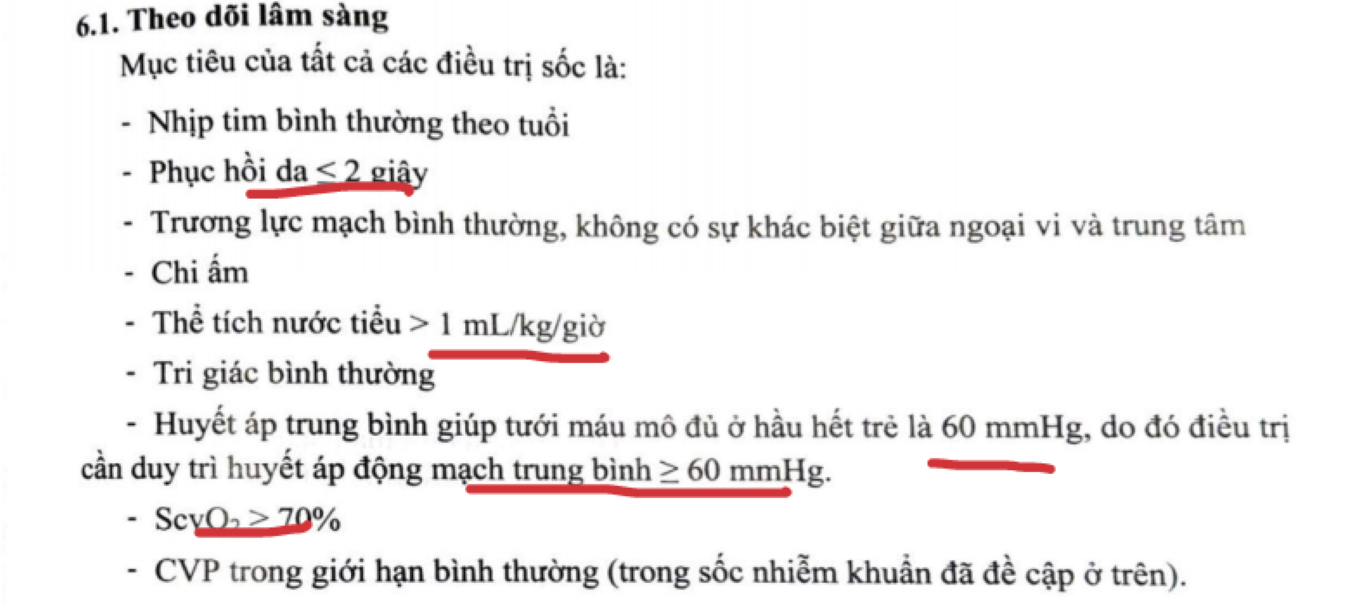 6.1. Theo dõi lâm sàng
Mục tiêu của tất cả các điều trị sốc là:
- Nhịp tim bình thường theo tuổi
- Phục hồi da ≤ 2 giây
- Trương lực mạch bình thường, không có sự khác biệt giữa ngoại vi và trung tâm
- Chi ấm
- Thể tích nước tiểu > 1 mL/kg/giờ
- Tri giác bình thường
- Huyết áp trung bình giúp tưới máu mô đủ ở hầu hết trẻ là 60 mmHg, do đó điều trị
cần duy trì huyết áp động mạch trung bình ≥ 60 mmHg.
- ScvO₂ > 70%
- CVP trong giới hạn bình thường (trong sốc nhiễm khuẩn đã đề cập ở trên).